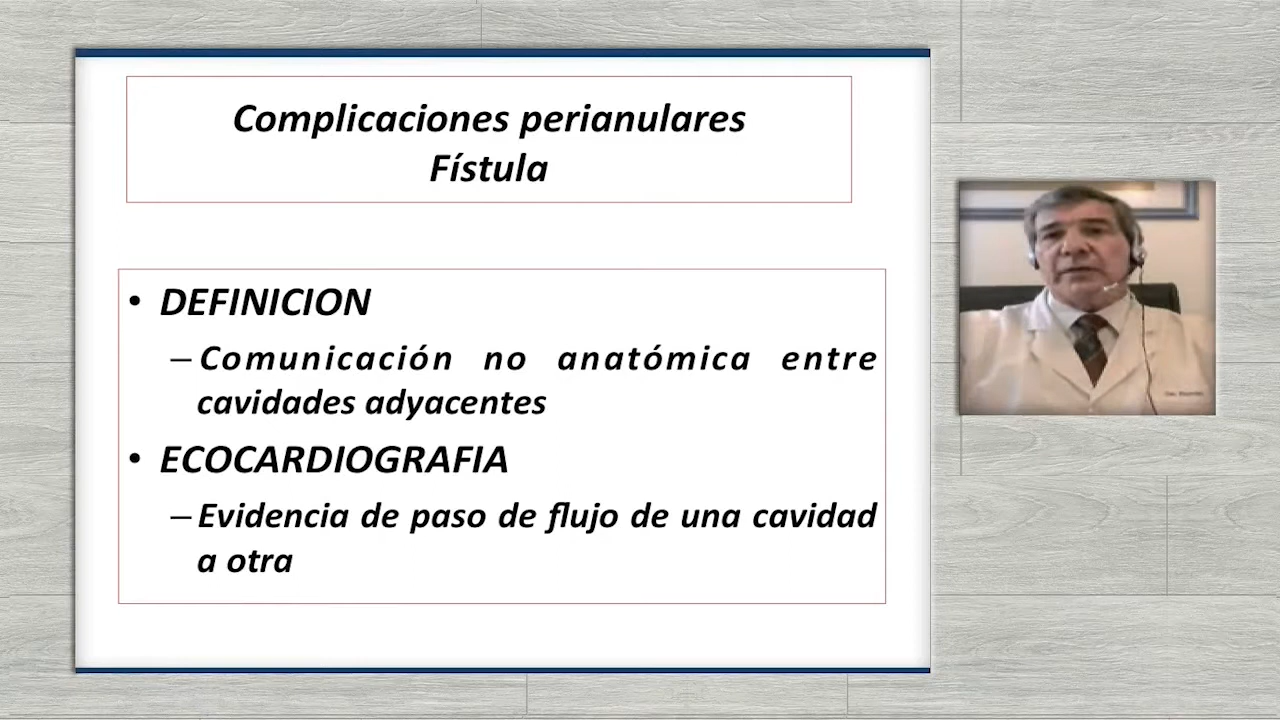 Complicaciones perianulares
Fístula
• DEFINICION
– Comunicación no anatómica entre
cavidades adyacentes
• ECOCARDIOGRAFIA
– Evidencia de paso de flujo de una cavidad
a otra